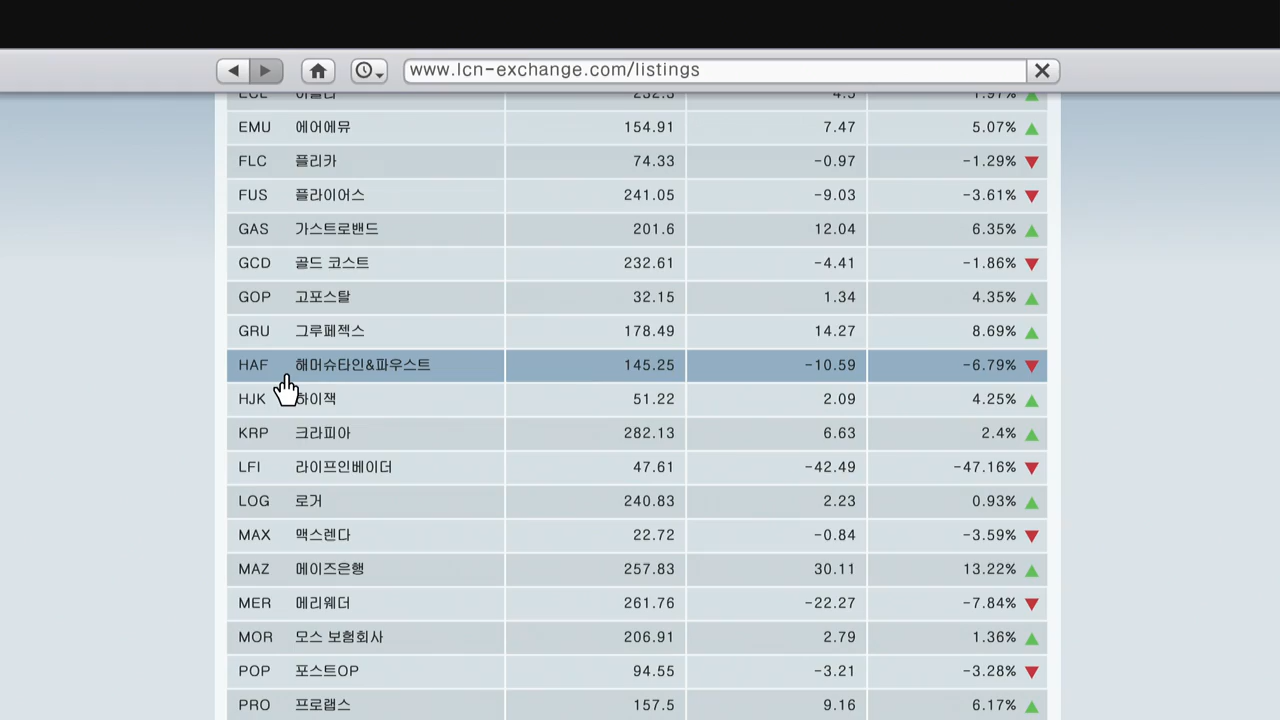 www.lcn-exchange.com/listings
EMU 에어에뮤 154.91 7.47 5.07%
FLC 플리카 74.33 -0.97 -1.29%
FUS 플라이어스 241.05 -9.03 -3.61%
GAS 가스트로밴드 201.6 12.04 6.35%
GCD 골드 코스트 232.61 -4.41 -1.86%
GOP 고포스탈 32.15 1.34 4.35%
GRU 그루페젝스 178.49 14.27 8.69%
HAF 해머슈타인&파우스트 145.25 -10.59 -6.79%
HJK 하이잭 51.22 2.09 4.25%
KRP 크라피아 282.13 6.63 2.4%
LFI 라이프인베이더 47.61 -42.49 -47.16%
LOG 로거 240.83 2.23 0.93%
MAX 맥스렌다 22.72 -0.84 -3.59%
MAZ 메이즈은행 257.83 30.11 13.22%
MER 메리웨더 261.76 -22.27 -7.84%
MOR 모스 보험회사 206.91 2.79 1.36%
POP 포스트OP 94.55 -3.21 -3.28%
PRO 프로랩스 157.5 9.16 6.17%